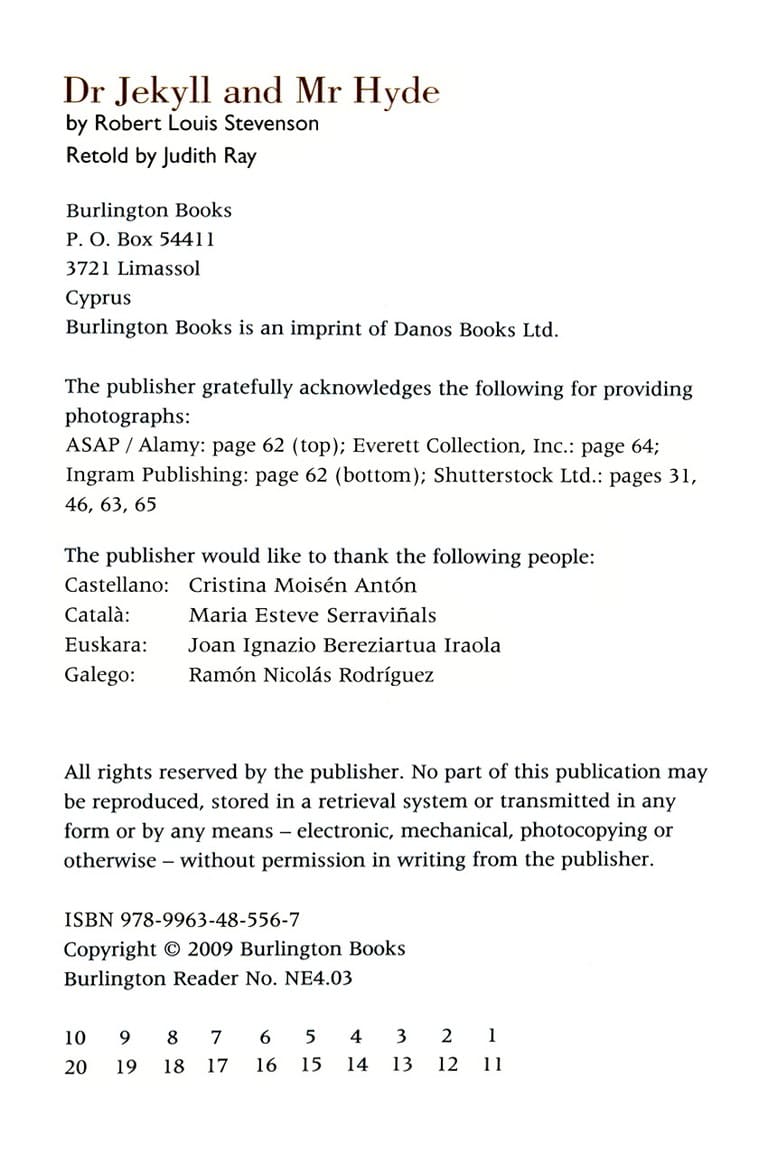 Dr Jekyll and Mr Hyde
by Robert Louis Stevenson
Retold by Judith Ray
Burlington Books
P. O. Box 54411
3721 Limassol
Cyprus
Burlington Books is an imprint of Danos Books Ltd.
The publisher gratefully acknowledges the following for providing
photographs:
ASAP / Alamy: page 62 (top); Everett Collection, Inc.: page 64;
Ingram Publishing: page 62 (bottom); Shutterstock Ltd.: pages 31,
46, 63, 65
The publisher would like to thank the following people:
Castellano: Cristina Moisén Antón
Català: Maria Esteve Serraviñals
Euskara: Joan Ignazio Bereziartua Iraola
Galego: Ramón Nicolás Rodríguez
All rights reserved by the publisher. No part of this publication may
be reproduced, stored in a retrieval system or transmitted in any
form or by any means – electronic, mechanical, photocopying or
otherwise – without permission in writing from the publisher.
ISBN 978-9963-48-556-7
Copyright © 2009 Burlington Books
Burlington Reader No. NE4.03
10 9 8 7 6 5 4 3 2 1
20 19 18 17 16 15 14 13 12 11